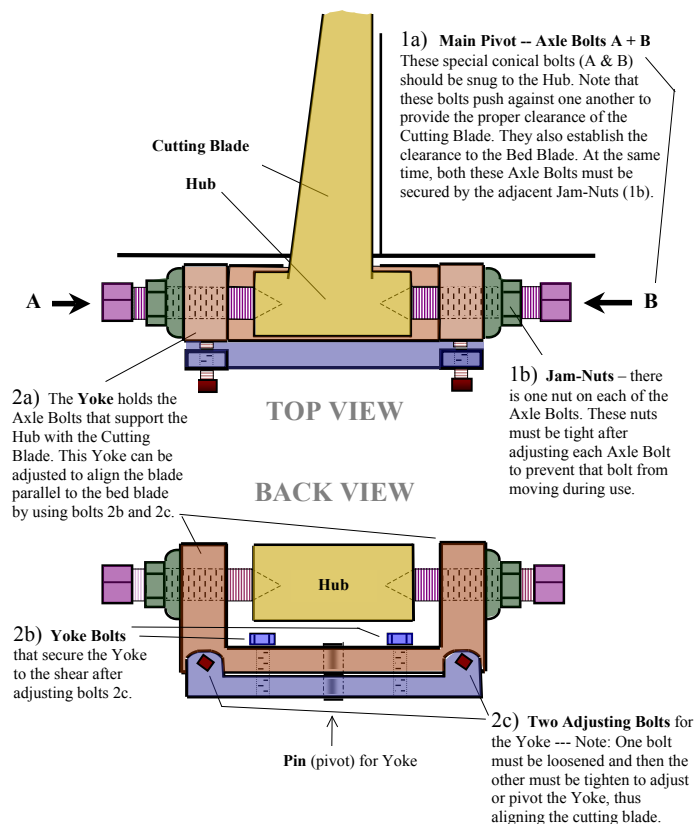 1a) Main Pivot -- Axle Bolts A + B
These special conical bolts (A & B)
should be snug to the Hub. Note that
these bolts push against one another to
provide the proper clearance of the
Cutting Blade. They also establish the
clearance to the Bed Blade. At the same
time, both these Axle Bolts must be
secured by the adjacent Jam-Nuts (1b).
Cutting Blade
Hub
A
B
2a) The Yoke holds the
Axle Bolts that support the
Hub with the Cutting
Blade. This Yoke can be
adjusted to align the blade
parallel to the bed blade
by using bolts 2b and 2c.
TOP VIEW
1b) Jam-Nuts – there
is one nut on each of the
Axle Bolts. These nuts
must be tight after
adjusting each Axle Bolt
to prevent that bolt from
moving during use.
BACK VIEW
Hub
2b) Yoke Bolts
that secure the Yoke
to the shear after
adjusting bolts 2c.
Pin (pivot) for Yoke
2c) Two Adjusting Bolts for
the Yoke --- Note: One bolt
must be loosened and then the
other must be tighten to adjust
or pivot the Yoke, thus
aligning the cutting blade.